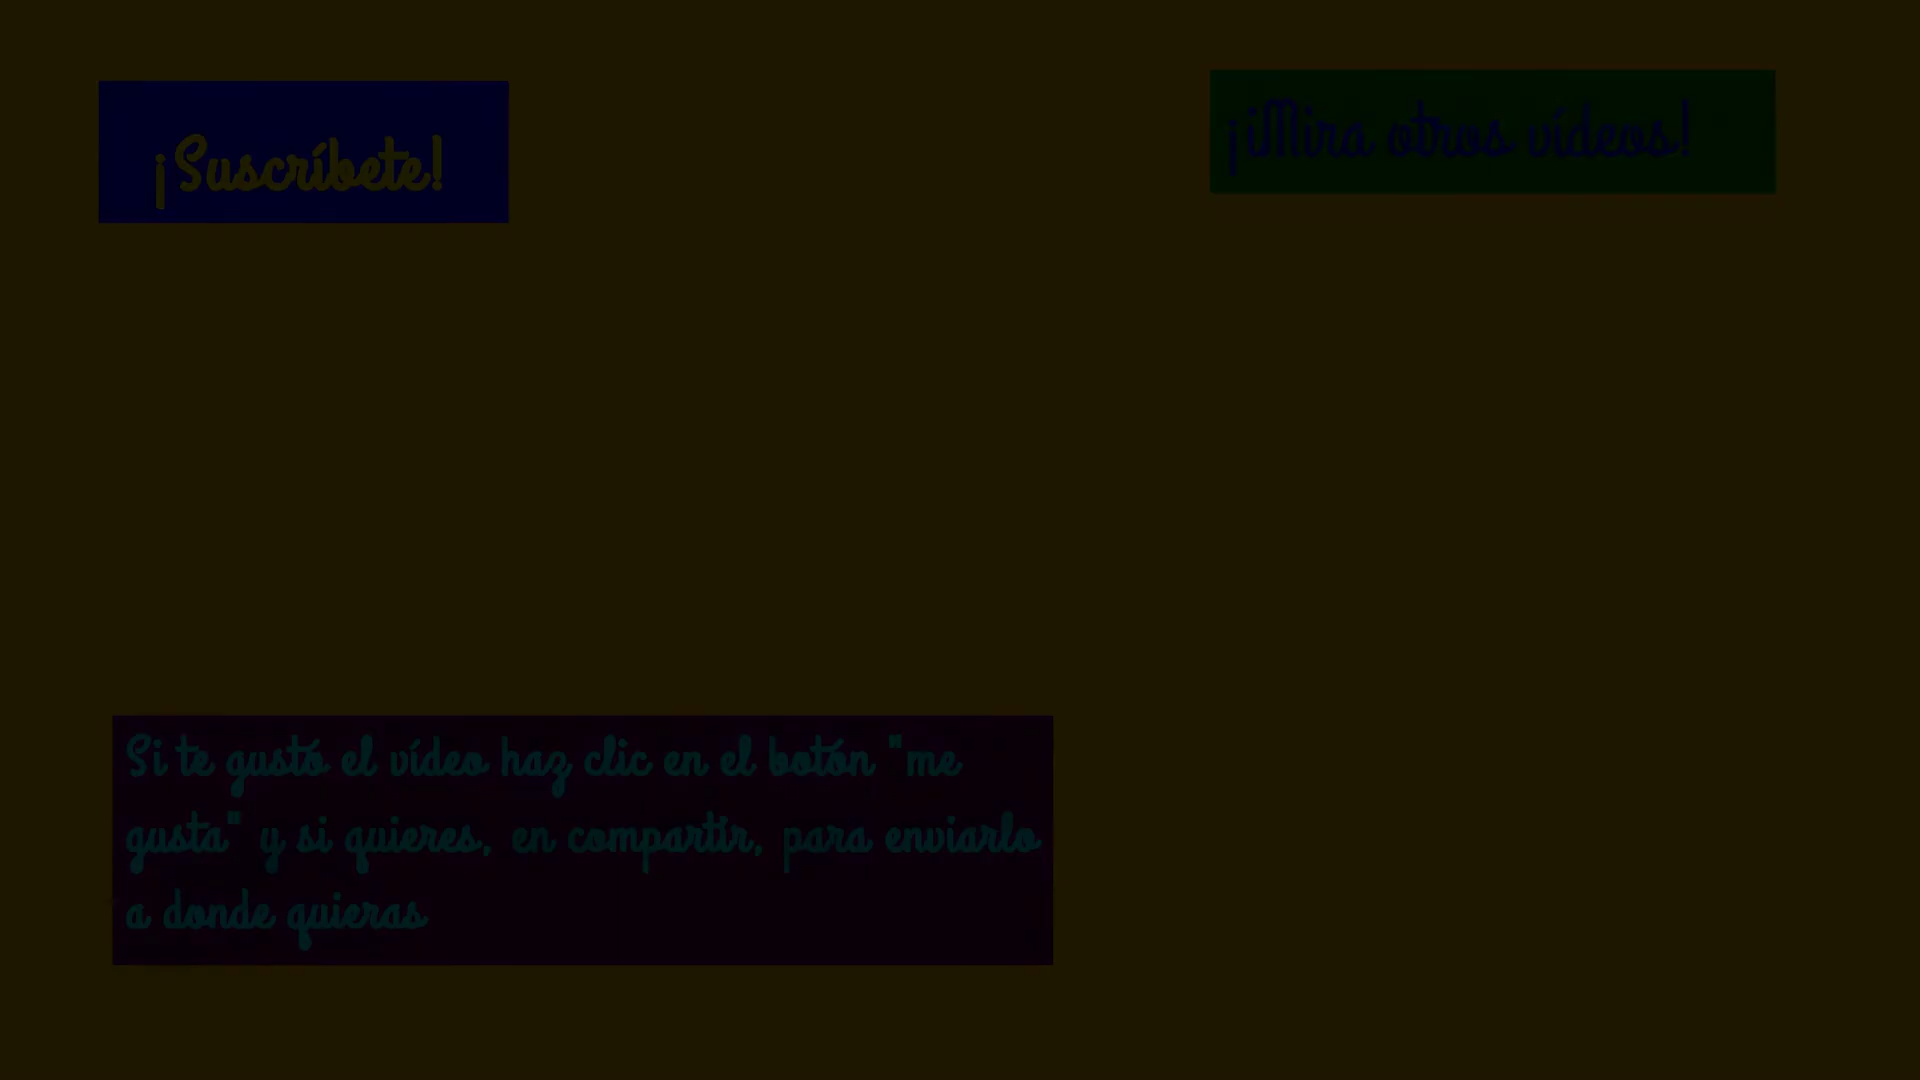 ¡Suscríbete!
¡iMira otros vídeos!
Si te gustó el vídeo haz clic en el botón "me
gusta" y si quieres, en compartir, para enviarlo
a donde quieras